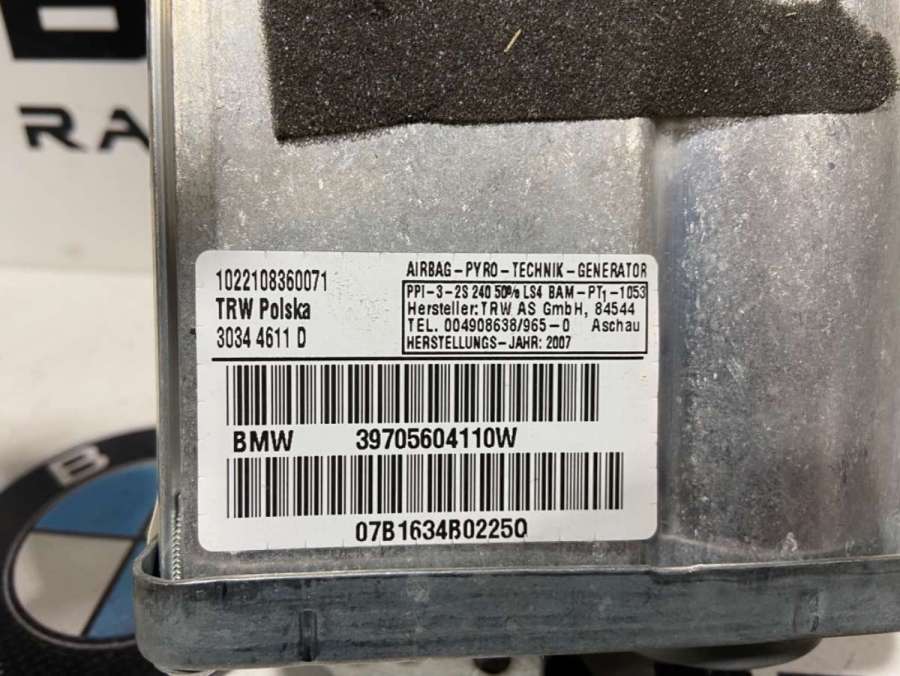 RA
B
1022108360071
TRW Polska
3034 4611 D
AIRBAG-PYRO-TECHNIK-GENERATOR
PPI-3-2S 240 50% LS4 BAM-PT1-1053
Hersteller: TRW AS GmbH, 84544
TEL. 004908638/965-0 Aschau
HERSTELLUNGS-JAHR: 2007
BMW 39705604110W
07B1634B0225Q